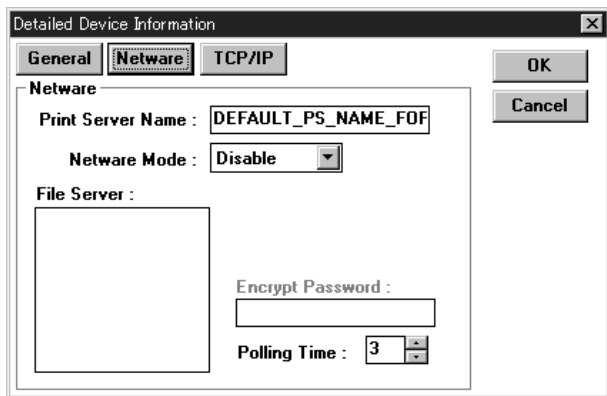 Detailed Device Information
General Netware TCP/IP
OK
Cancel
Netware
Print Server Name : DEFAULT_PS_NAME_FOF
Netware Mode : Disable
File Server :
Encrypt Password :
Polling Time : 3